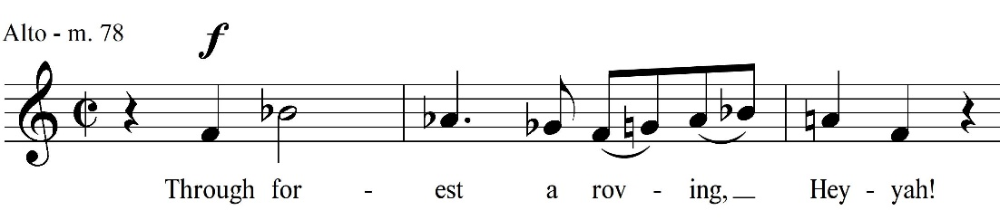 Alto - m. 78
f
Through for - est a rov - ing, _ Hey - yah!